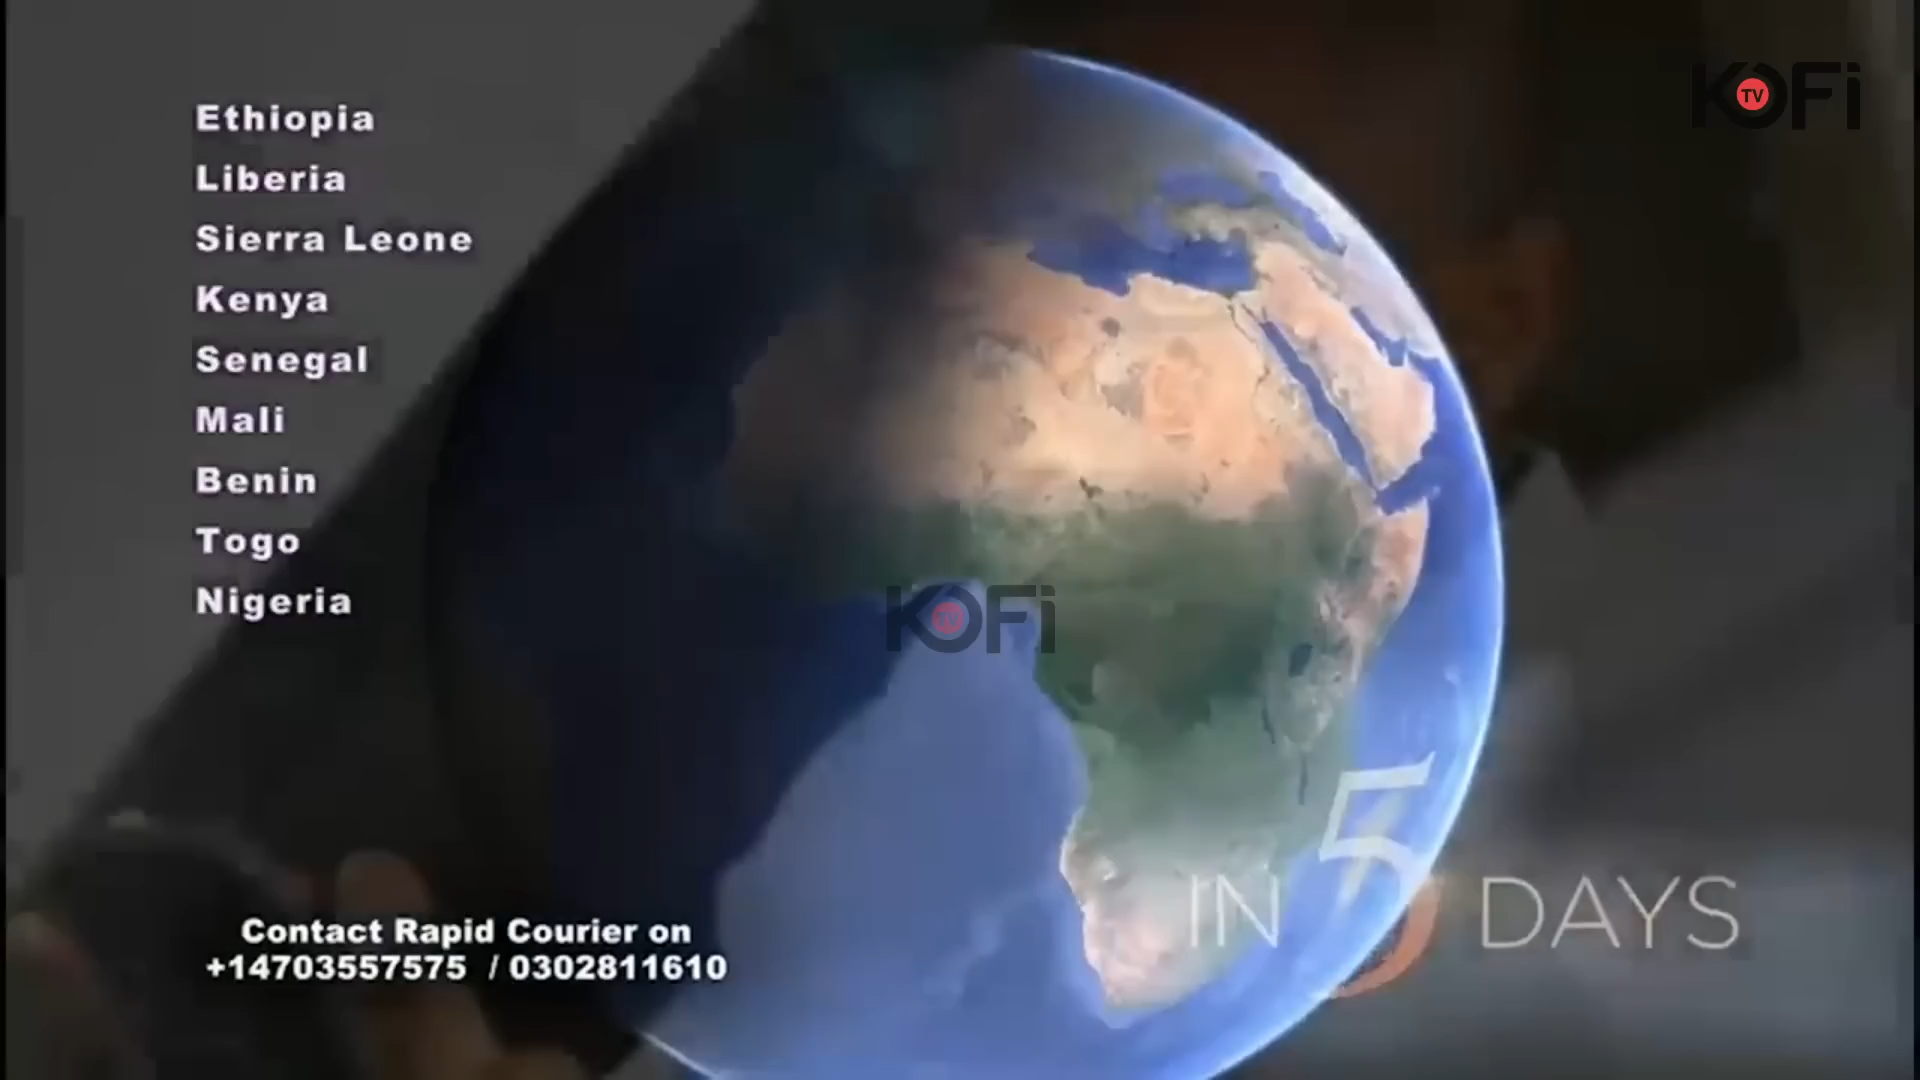 Ethiopia
Liberia
Sierra Leone
Kenya
Senegal
Mali
Benin
Togo
Nigeria
KOFi
TV
KOFi
TV
IN 5 DAYS
Contact Rapid Courier on
+14703557575 / 0302811610